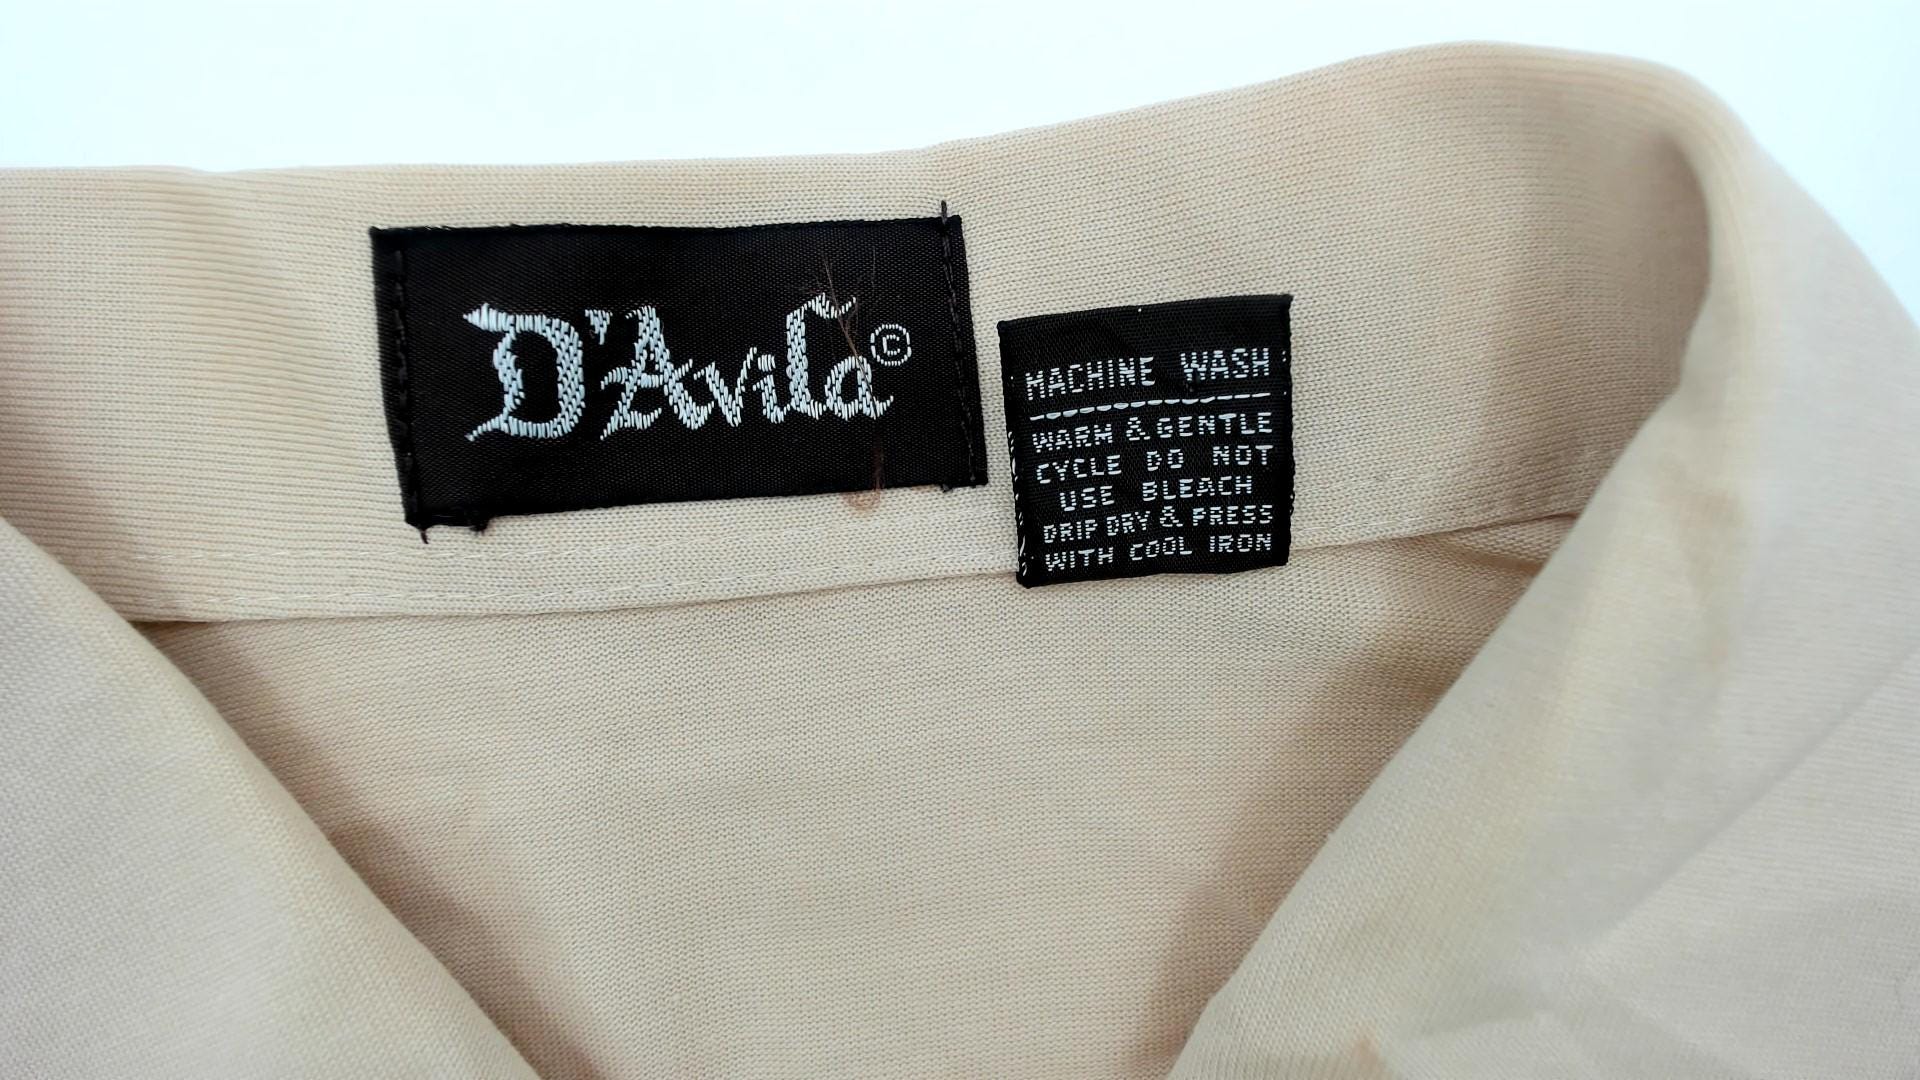 D'Avila©
MACHINE WASH
WARM & GENTLE
CYCLE DO NOT
USE BLEACH
DRIP DRY & PRESS
WITH COOL IRON